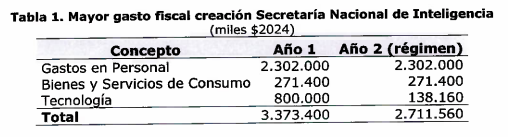 Tabla 1. Mayor gasto fiscal creación Secretaría Nacional de Inteligencia
(miles $2024)
Concepto Año 1 Año 2 (régimen)
Gastos en Personal 2.302.000 2.302.000
Bienes y Servicios de Consumo 271.400 271.400
Tecnología 800.000 138.160
Total 3.373.400 2.711.560